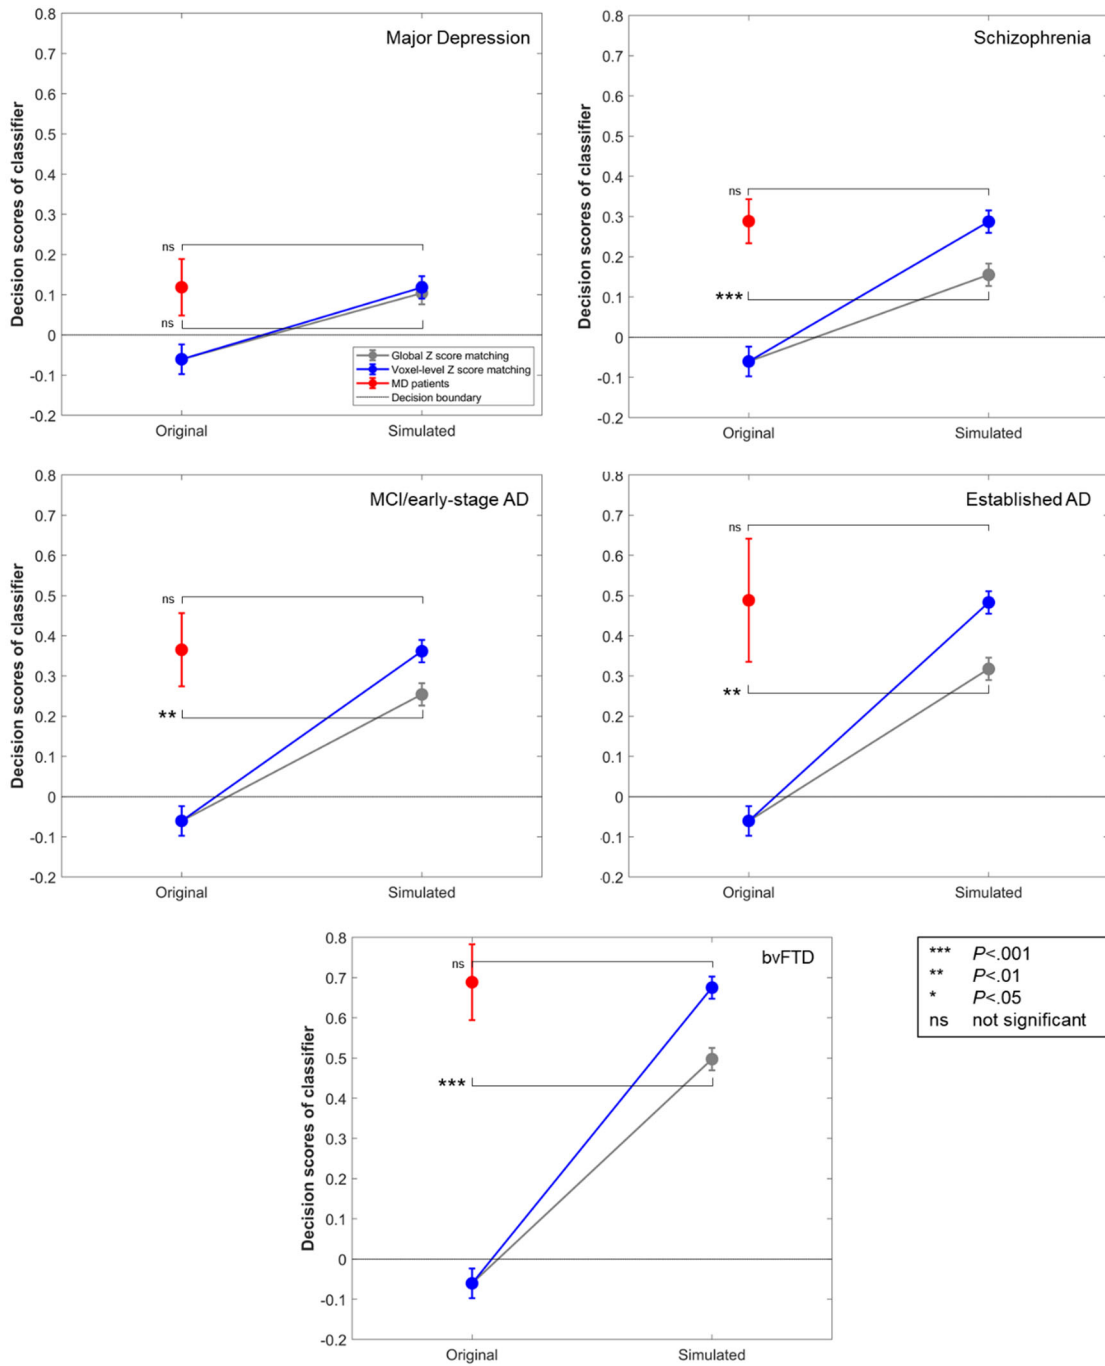 Major Depression
Decision scores of classifier
0.8
0.7
0.6
0.5
0.4
0.3
0.2
0.1
0
-0.1
-0.2
ns
ns
Global Z score matching
Voxel-level Z score matching
MD patients
Decision boundary
Original Simulated
Schizophrenia
Decision scores of classifier
0.8
0.7
0.6
0.5
0.4
0.3
0.2
0.1
0
-0.1
-0.2
ns
***
Original Simulated
MCI/early-stage AD
Decision scores of classifier
0.8
0.7
0.6
0.5
0.4
0.3
0.2
0.1
0
-0.1
-0.2
ns
**
Original Simulated
Established AD
Decision scores of classifier
0.8
0.7
0.6
0.5
0.4
0.3
0.2
0.1
0
-0.1
-0.2
ns
**
Original Simulated
bvFTD
Decision scores of classifier
0.8
0.7
0.6
0.5
0.4
0.3
0.2
0.1
0
-0.1
-0.2
ns
***
Original Simulated
*** P<.001
** P<.01
* P<.05
ns not significant